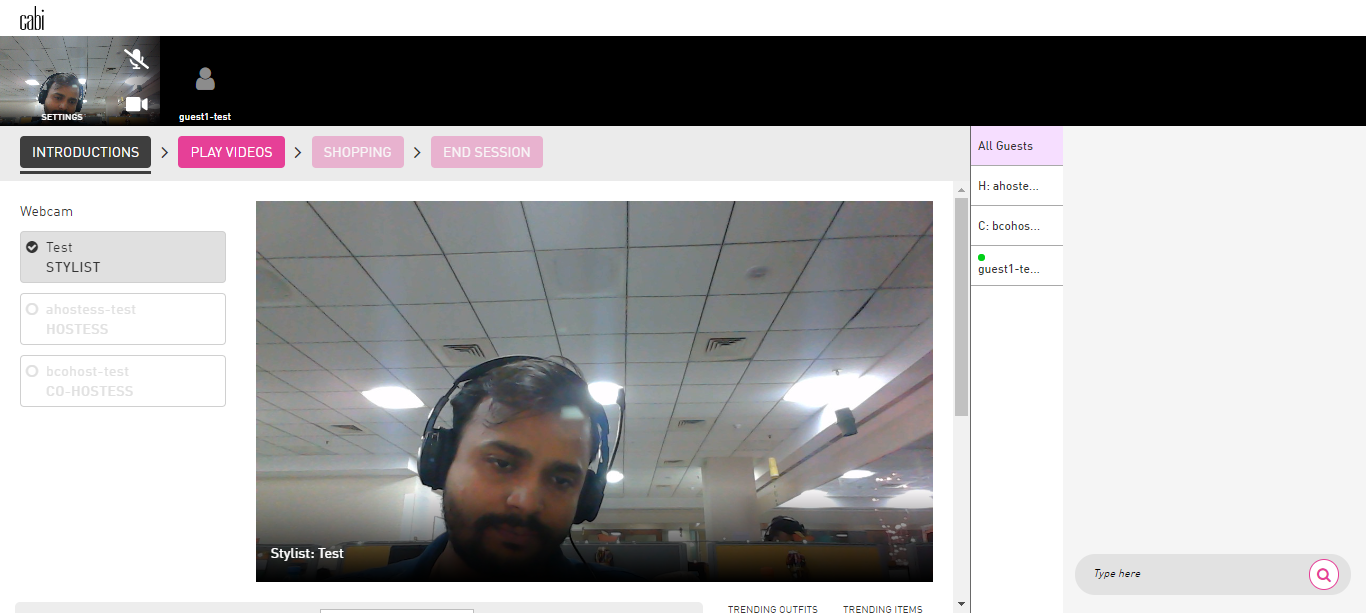 cabi
SETTINGS
guest1-test
INTRODUCTIONS
PLAY VIDEOS
SHOPPING
END SESSION
Webcam
Test
STYLIST
ahostess-test
HOSTESS
bcohost-test
CO-HOSTESS
Stylist: Test
TRENDING OUTFITS
TRENDING ITEMS
All Guests
H: ahoste...
C: bcohos...
guest1-te...
Type here